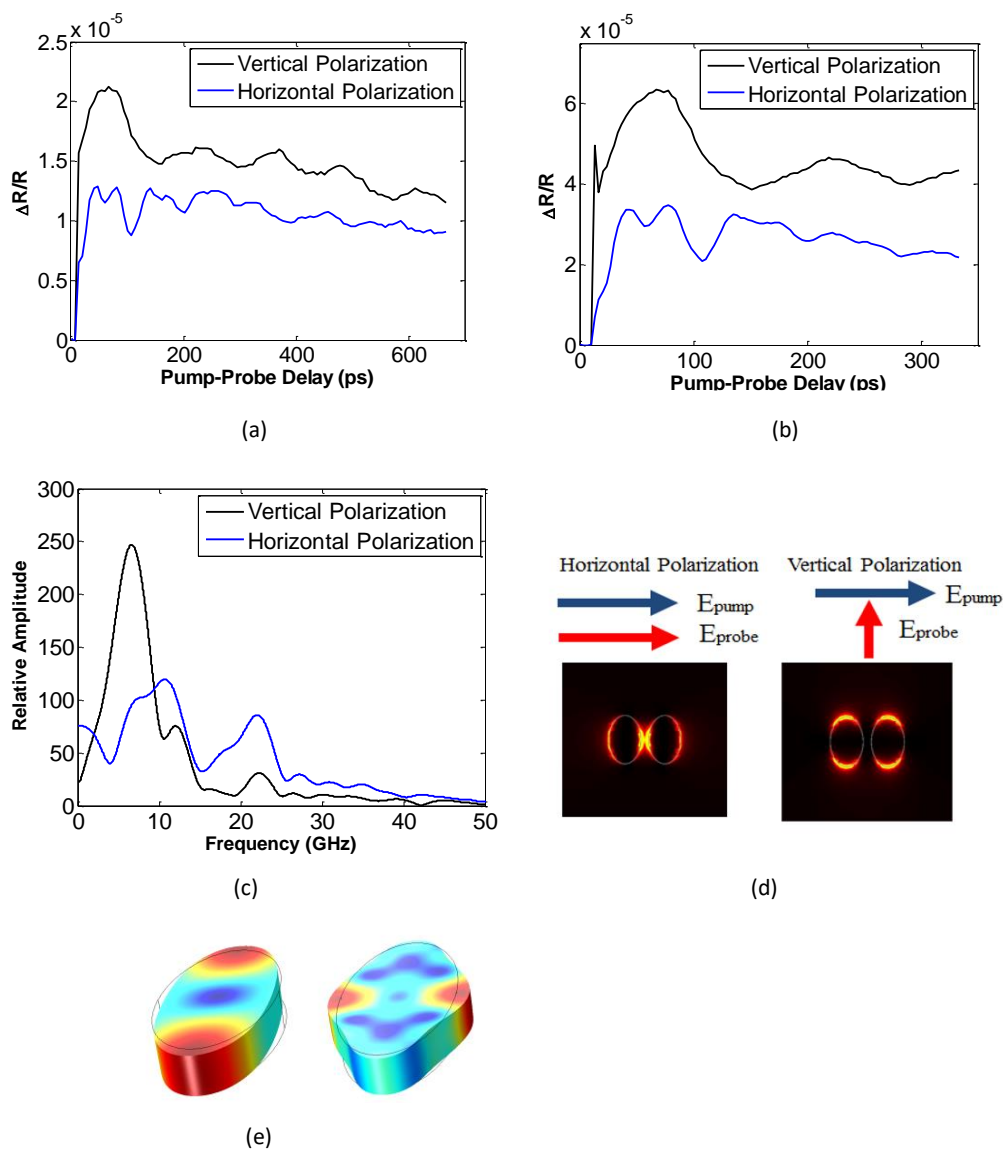 x 10^-5
2.5
2
1.5
1
0.5
0
ΔR/R
Vertical Polarization
Horizontal Polarization
0 200 400 600
Pump-Probe Delay (ps)
(a)
x 10^-5
6
4
2
0
ΔR/R
Vertical Polarization
Horizontal Polarization
0 100 200 300
Pump-Probe Delay (ps)
(b)
300
250
200
150
100
50
0
Relative Amplitude
Vertical Polarization
Horizontal Polarization
0 10 20 30 40 50
Frequency (GHz)
(c)
Horizontal Polarization
Epump
Eprobe
Vertical Polarization
Epump
Eprobe
(d)
(e)